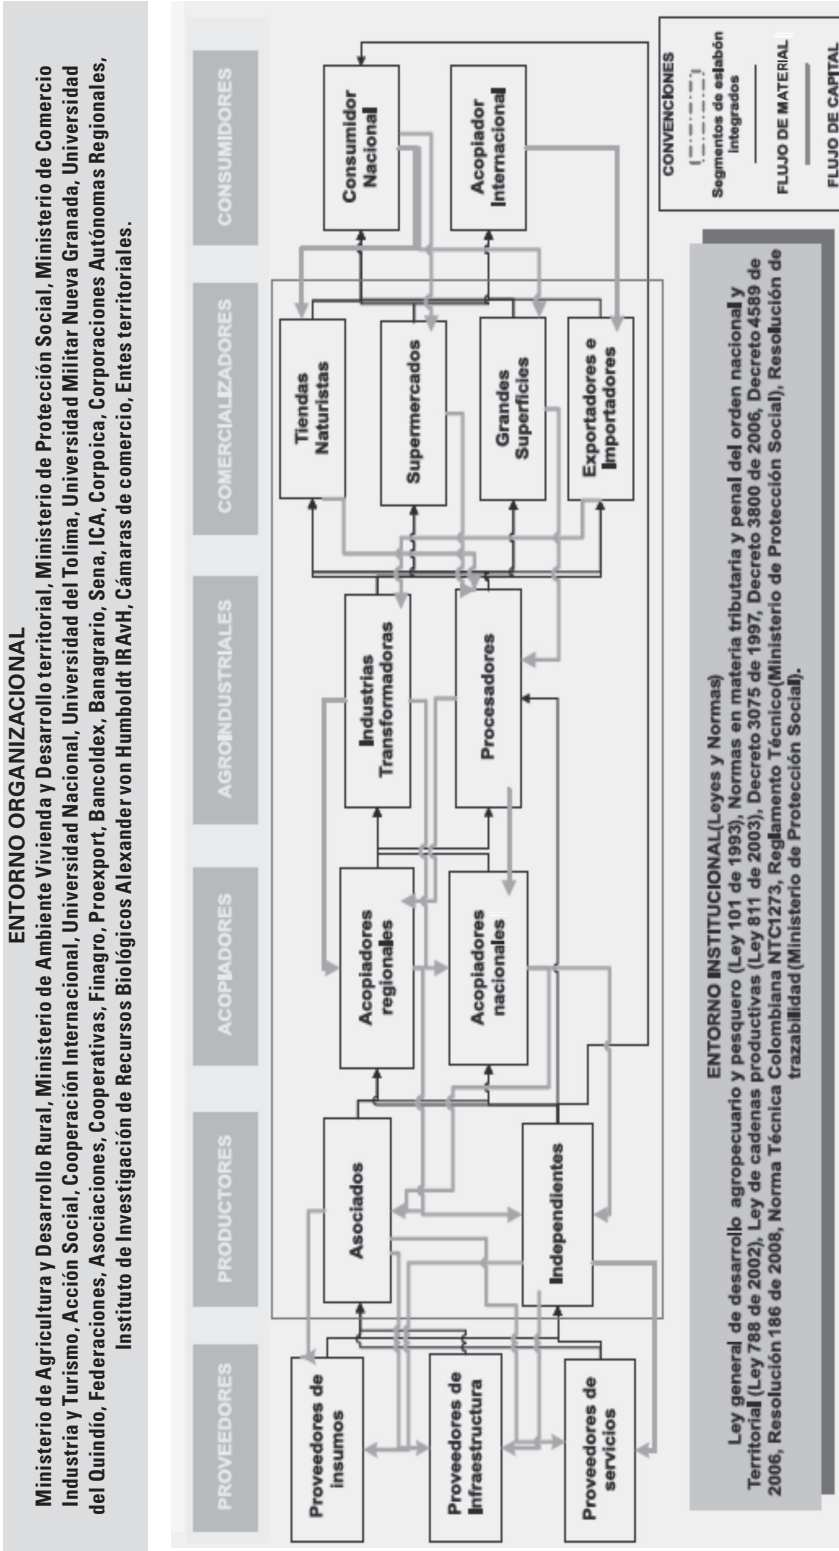 ENTORNO ORGANIZACIONAL
Ministerio de Agricultura y Desarrollo Rural, Ministerio de Ambiente Vivienda y Desarrollo territorial, Ministerio de Protección Social, Ministerio de Comercio
Industria y Turismo, Acción Social, Cooperación Internacional, Universidad Nacional, Universidad del Tolima, Universidad Militar Nueva Granada, Universidad
del Quindío, Federaciones, Asociaciones, Cooperativas, Finagro, Proexport, Bancoldex, Banagrario, Sena, ICA, Corpoica, Corporaciones Autónomas Regionales,
Instituto de Investigación de Recursos Biológicos Alexander von Humboldt IRAvH, Cámaras de comercio, Entes territoriales.
PROVEEDORES
PRODUCTORES
ACOPIADORES
AGROINDUSTRIALES
COMERCIALIZADORES
CONSUMIDORES
Proveedores de
insumos
Proveedores de
Infraestructura
Proveedores de
servicios
Asociados
Independientes
Acopiadores
regionales
Acopiadores
nacionales
Industrias
Transformadoras
Procesadores
Tiendas
Naturistas
Supermercados
Grandes
Superficies
Exportadores e
Importadores
Consumidor
Nacional
Acopiador
Internacional
CONVENCIONES
Segmentos de eslabón
integrados
FLUJO DE MATERIAL
FLUJO DE CAPITAL
ENTORNO INSTITUCIONAL(Leyes y Normas)
Ley general de desarrollo agropecuario y pesquero (Ley 101 de 1993), Normas en materia tributaria y penal del orden nacional y
Territorial (Ley 788 de 2002), Ley de cadenas productivas (Ley 811 de 2003), Decreto 3075 de 1997, Decreto 3800 de 2006, Decreto 4589 de
2006, Resolución 186 de 2008, Norma Técnica Colombiana NTC1273, Reglamento Técnico(Ministerio de Protección Social), Resolución de
trazabilidad(Ministerio de Protección Social).